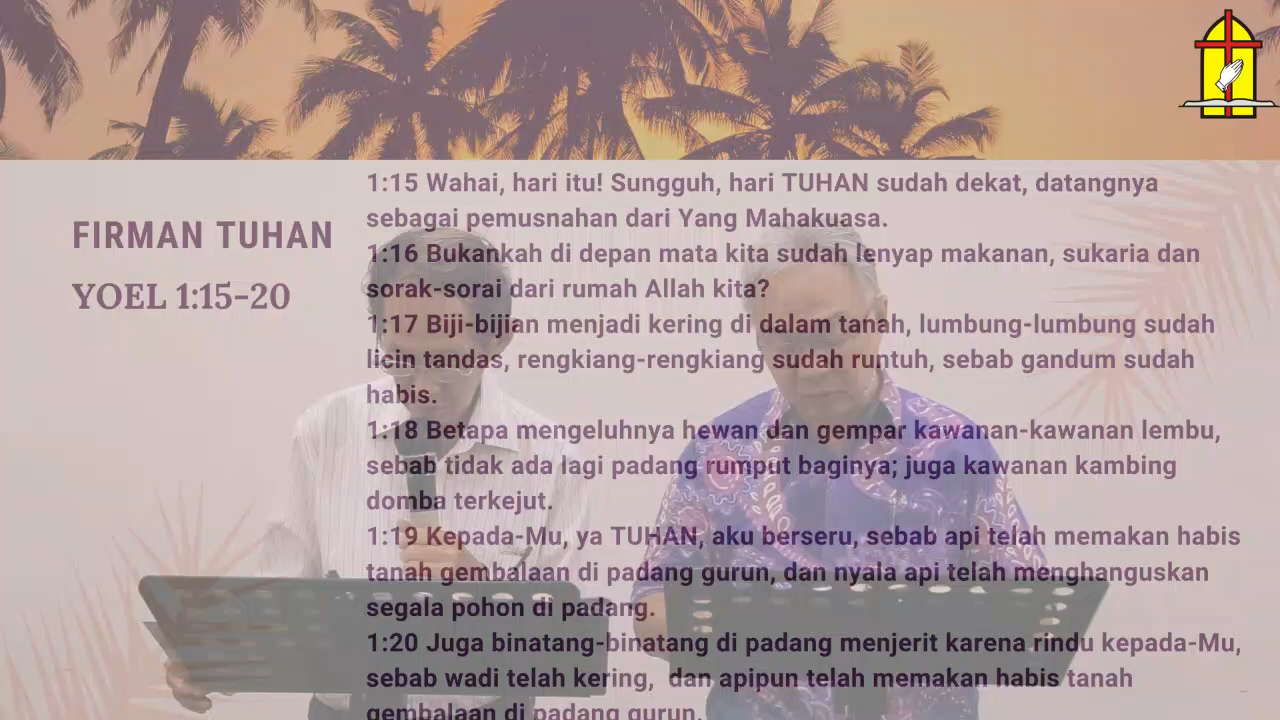 FIRMAN TUHAN
YOEL 1:15-20
1:15 Wahai, hari itu! Sungguh, hari TUHAN sudah dekat, datangnya
sebagai pemusnahan dari Yang Mahakuasa.
1:16 Bukankah di depan mata kita sudah lenyap makanan, sukaria dan
sorak-sorai dari rumah Allah kita?
1:17 Biji-bijian menjadi kering di dalam tanah, lumbung-lumbung sudah
licin tandas, rengkiang-rengkiang sudah runtuh, sebab gandum sudah
habis.
1:18 Betapa mengeluhnya hewan dan gempar kawanan-kawanan lembu,
sebab tidak ada lagi padang rumput baginya; juga kawanan kambing
domba terkejut.
1:19 Kepada-Mu, ya TUHAN, aku berseru, sebab api telah memakan habis
tanah gembalaan di padang gurun, dan nyala api telah menghanguskan
segala pohon di padang.
1:20 Juga binatang-binatang di padang menjerit karena rindu kepada-Mu,
sebab wadi telah kering, dan apipun telah memakan habis tanah
gembalaan di padang gurun.